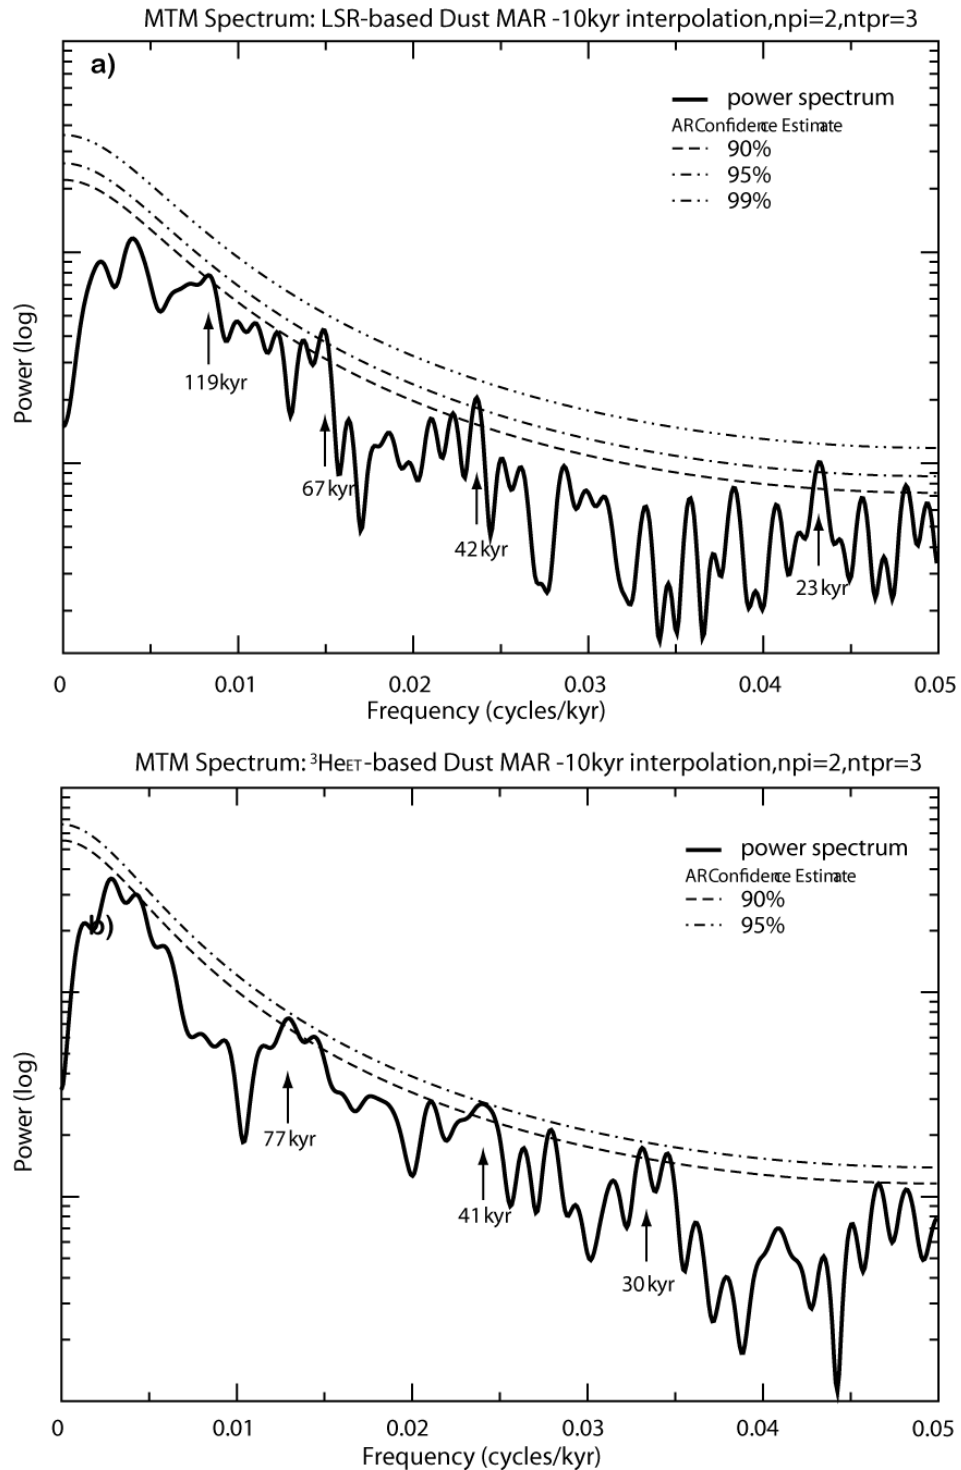 MTM Spectrum: LSR-based Dust MAR -10kyr interpolation,npi=2,ntpr=3
a)
power spectrum
ARConfidence Estimate
90%
95%
99%
119kyr
67kyr
42kyr
23kyr
Power (log)
0 0.01 0.02 0.03 0.04 0.05
Frequency (cycles/kyr)
MTM Spectrum: ³HeET-based Dust MAR -10kyr interpolation,npi=2,ntpr=3
b)
power spectrum
ARConfidence Estimate
90%
95%
77kyr
41kyr
30kyr
Power (log)
0 0.01 0.02 0.03 0.04 0.05
Frequency (cycles/kyr)